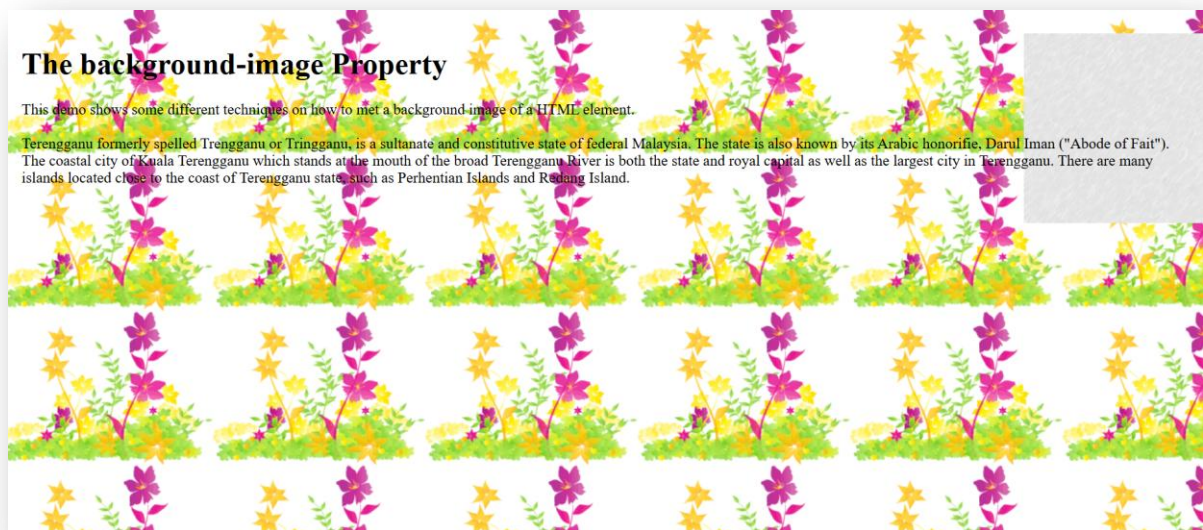 The background-image Property
This demo shows some different techniques on how to met a background image of a HTML element.
Terengganu formerly spelled Trengganu or Tringganu, is a sultanate and constitutive state of federal Malaysia. The state is also known by its Arabic honorifie, Darul Iman ("Abode of Fait").
The coastal city of Kuala Terengganu which stands at the mouth of the broad Terengganu River is both the state and royal capital as well as the largest city in Terengganu. There are many
islands located close to the coast of Terengganu state, such as Perhentian Islands and Redang Island.